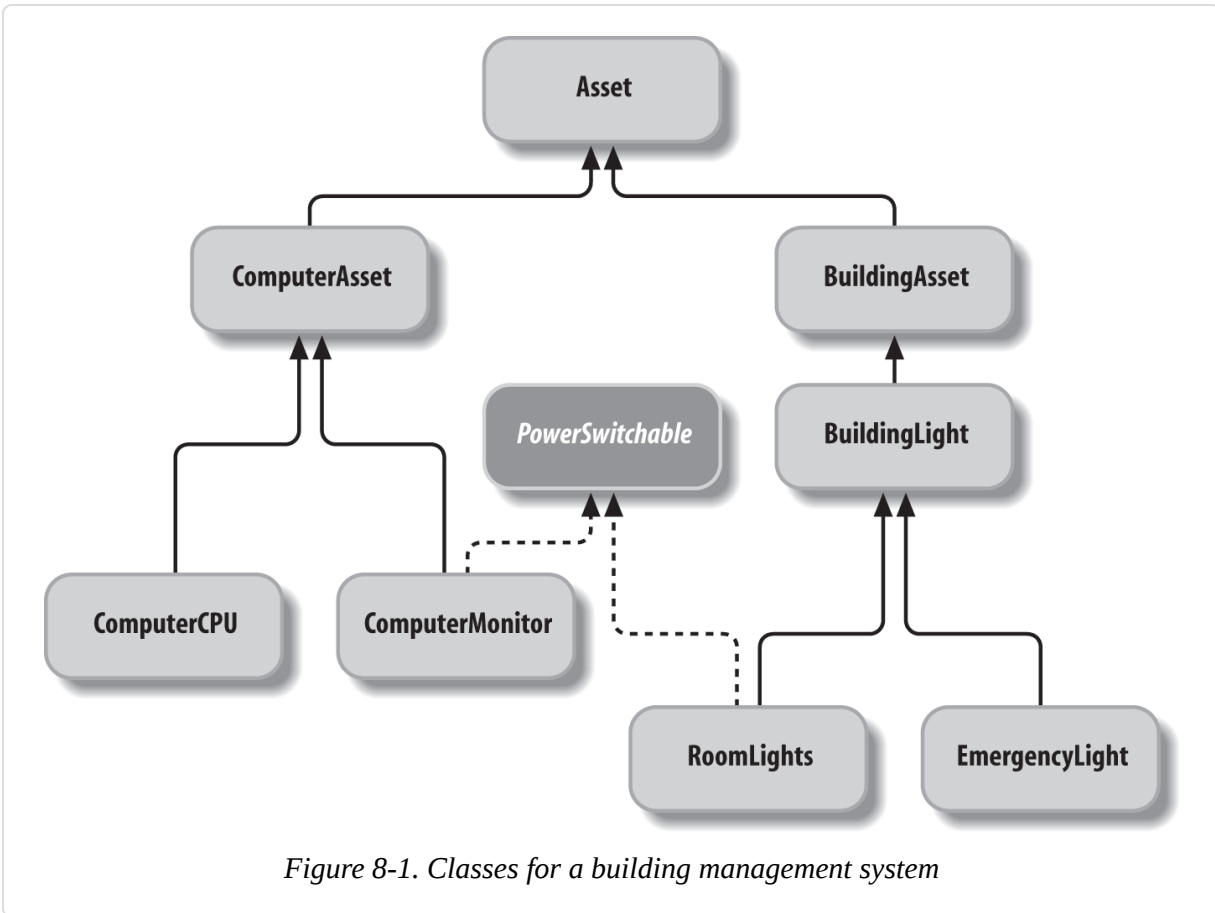 Asset
ComputerAsset
BuildingAsset
PowerSwitchable
BuildingLight
ComputerCPU
ComputerMonitor
RoomLights
EmergencyLight
Figure 8-1. Classes for a building management system